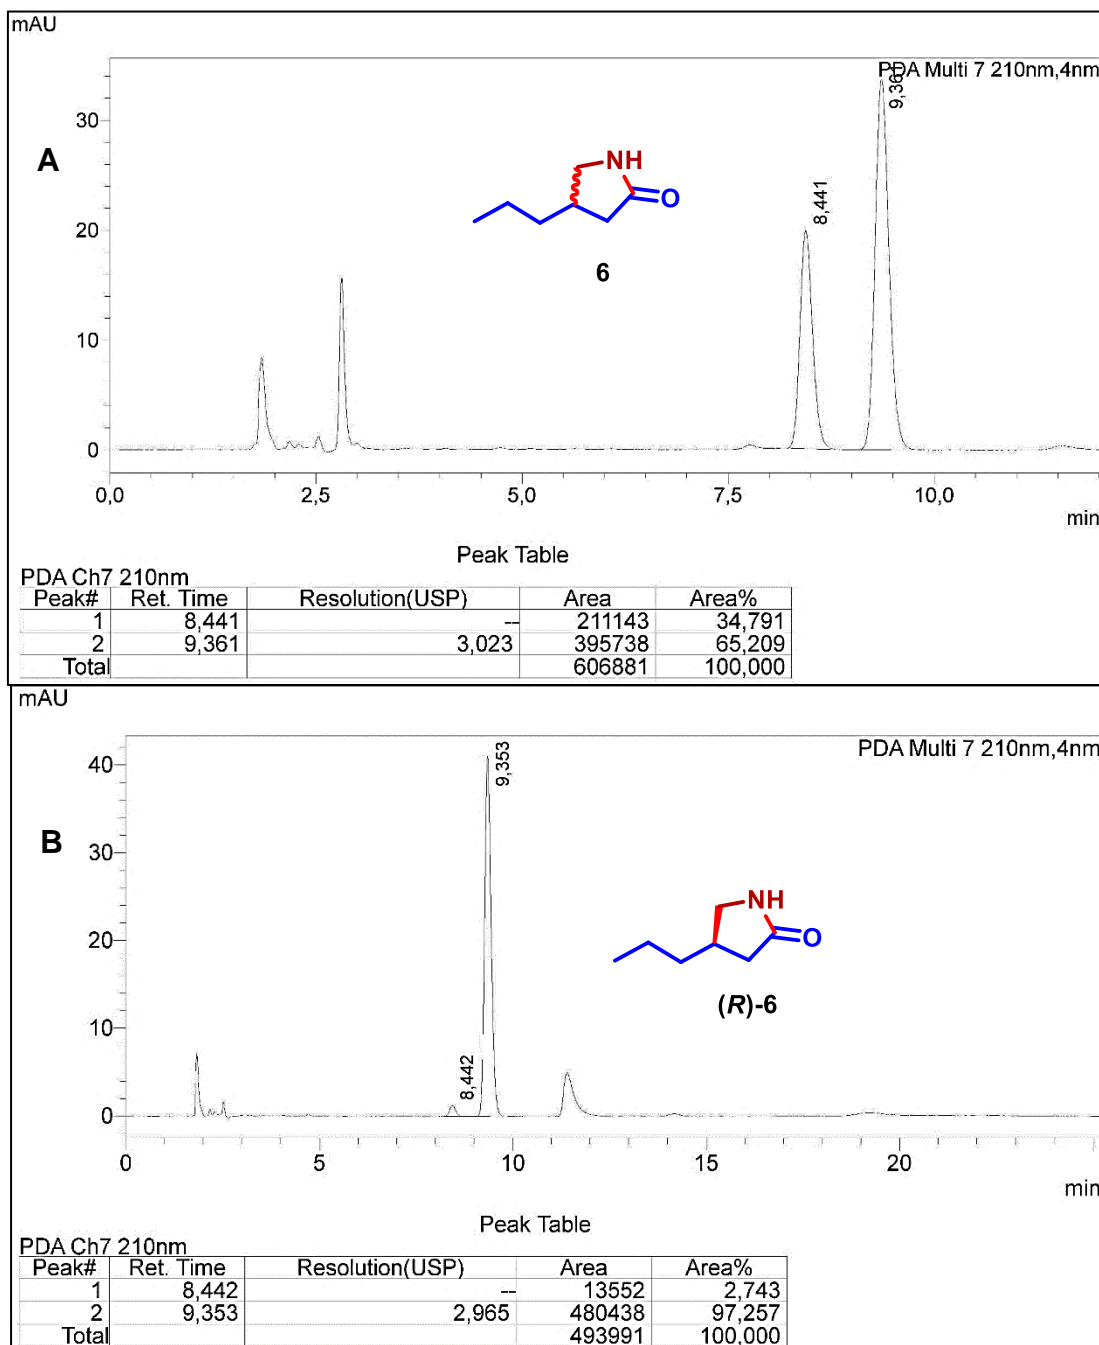 mAU
PDA Multi 7 210nm,4nm
9,361
30
A
NH
O
8,441
20
6
10
0
0,0 2,5 5,0 7,5 10,0
min
Peak Table
PDA Ch7 210nm
Peak# Ret. Time Resolution(USP) Area Area%
1 8,441 -- 211143 34,791
2 9,361 3,023 395738 65,209
Total 606881 100,000
mAU
PDA Multi 7 210nm,4nm
9,353
40
B
30
NH
O
20
(R)-6
10
8,442
0
0 5 10 15 20
min
Peak Table
PDA Ch7 210nm
Peak# Ret. Time Resolution(USP) Area Area%
1 8,442 -- 13552 2,743
2 9,353 2,965 480438 97,257
Total 493991 100,000